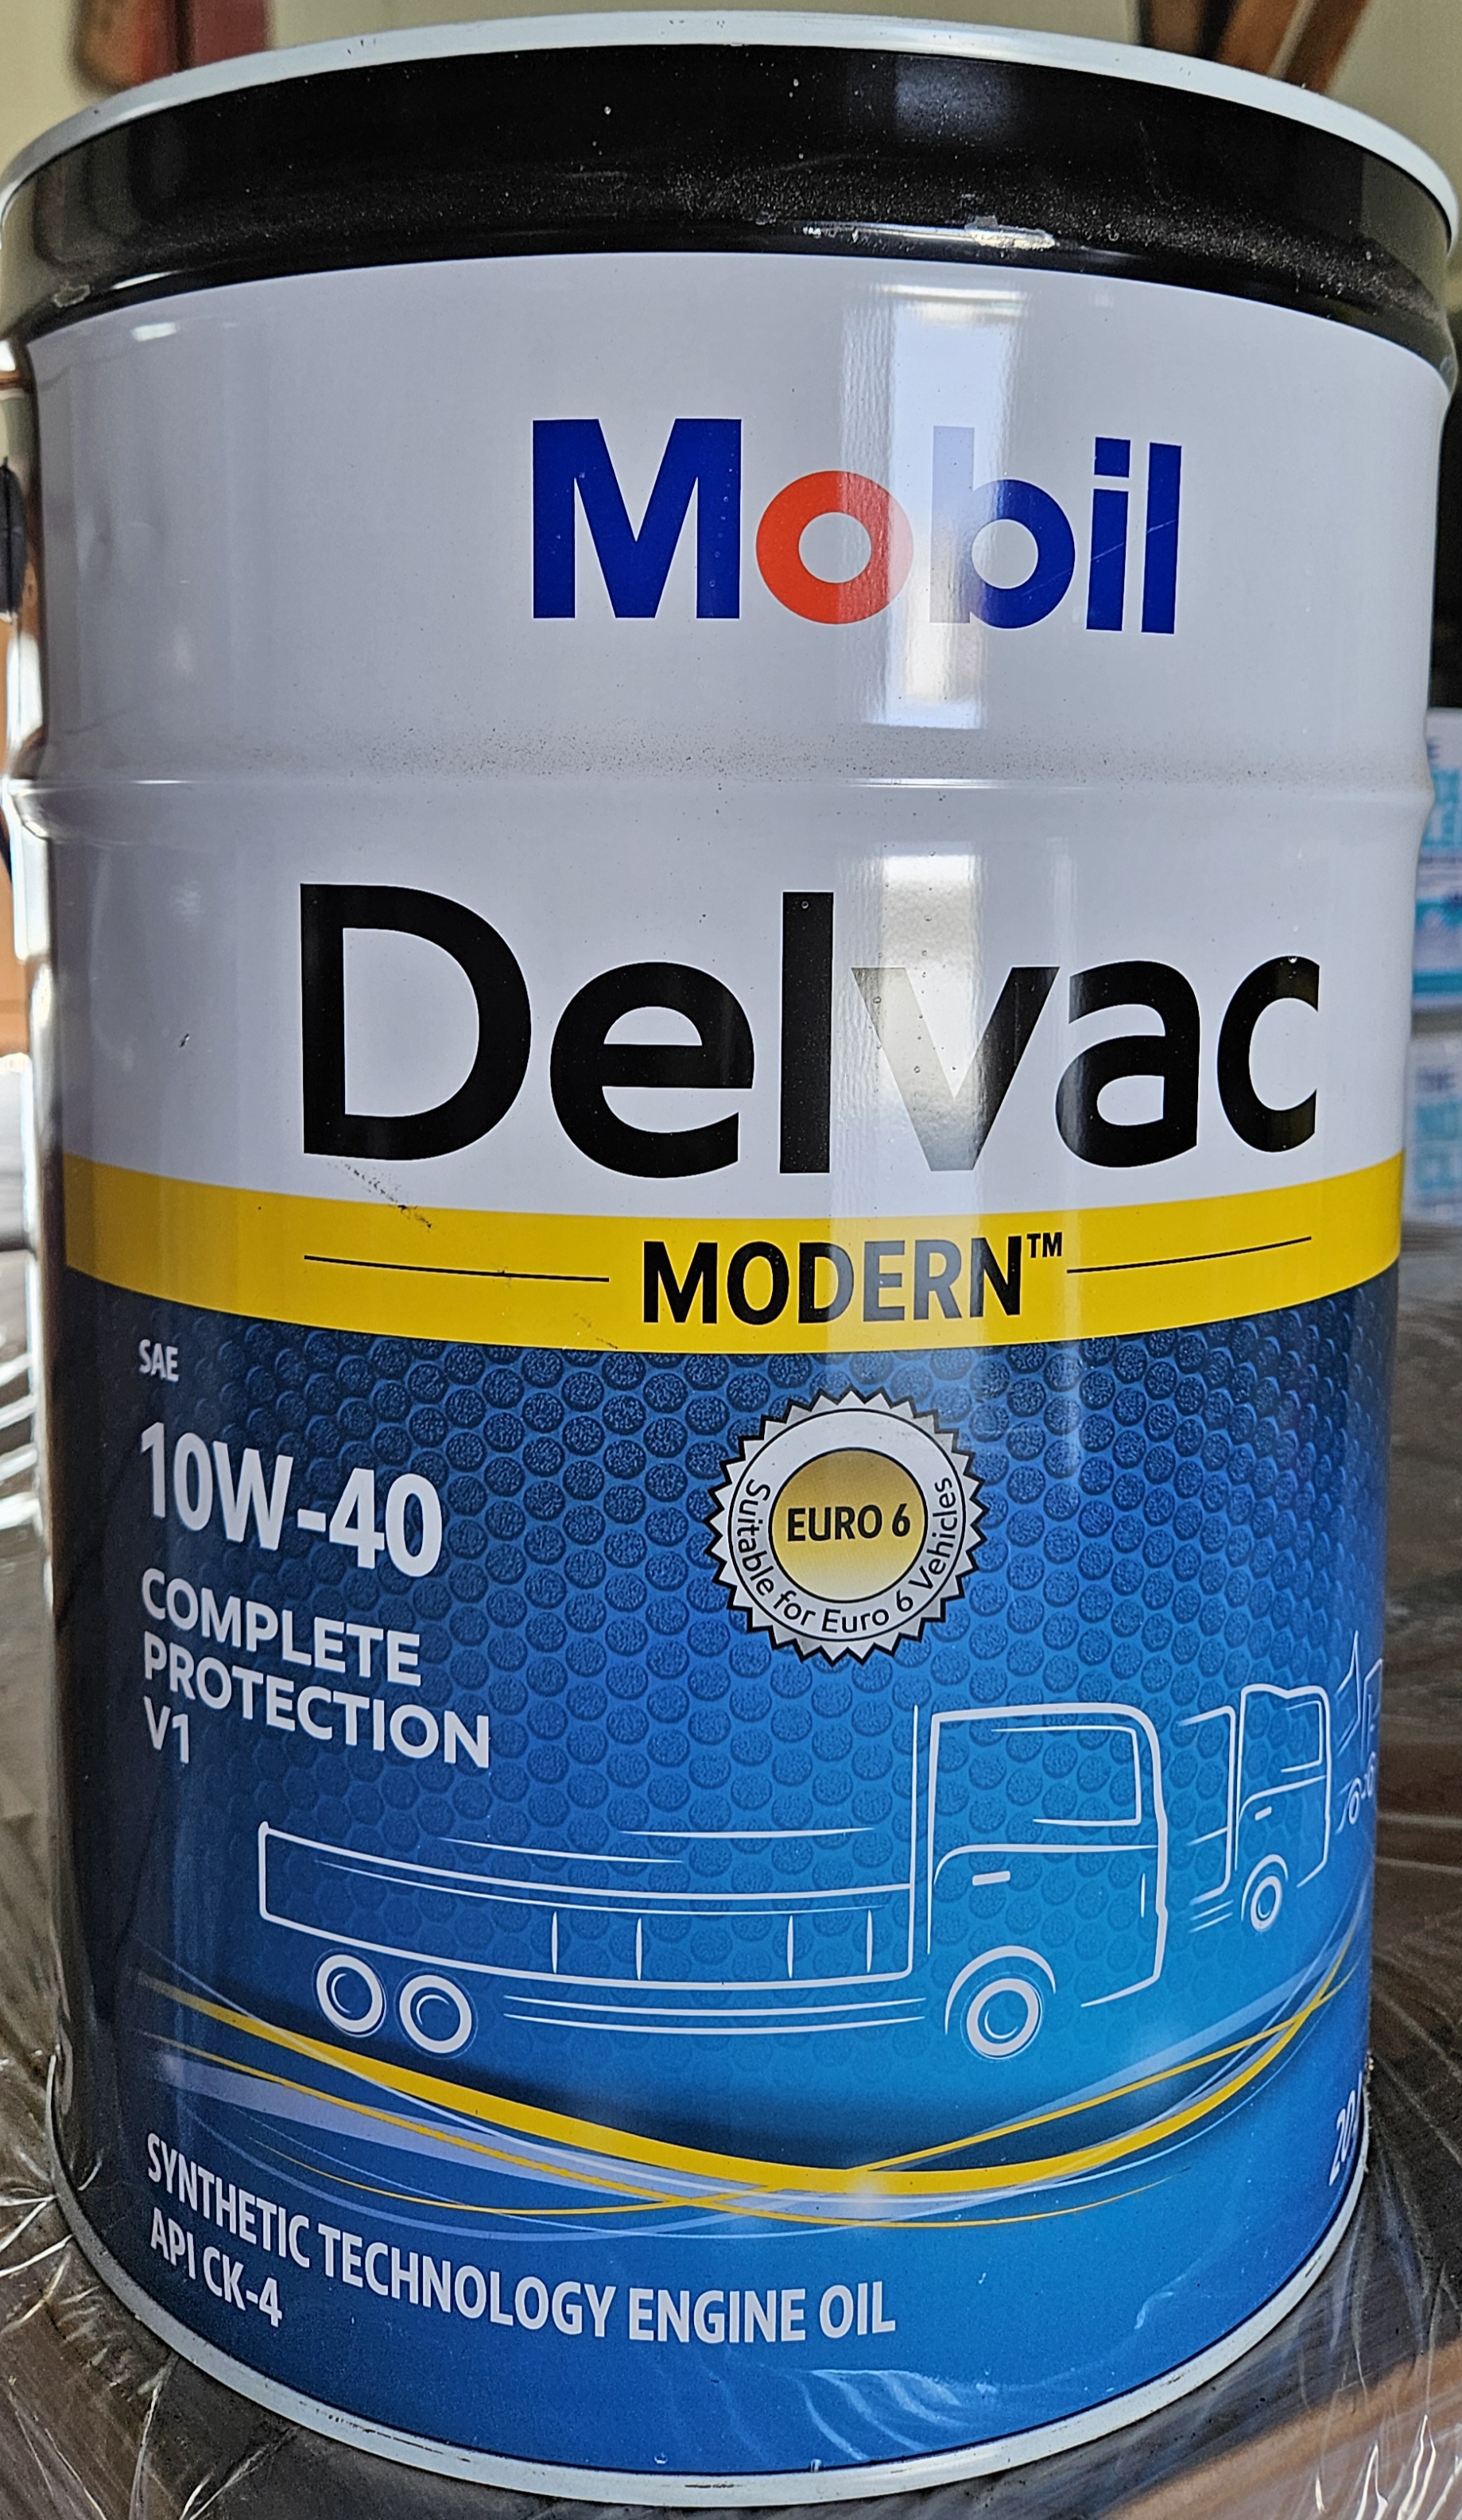 Mobil
Delvac
MODERN™
SAE
10W-40
COMPLETE
PROTECTION
V1
EURO 6
Suitable for Euro 6 Vehicles
SYNTHETIC TECHNOLOGY ENGINE OIL
API CK-4
20